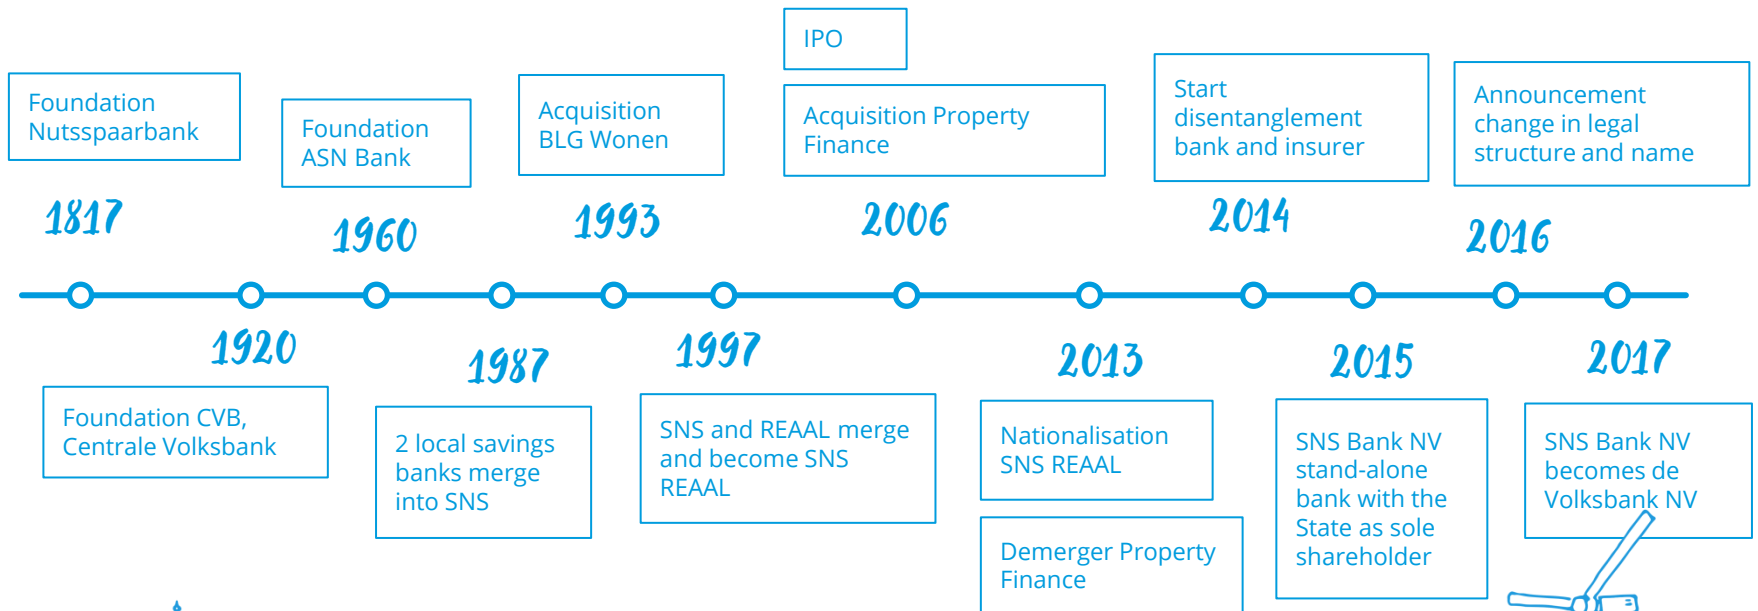 Foundation
Nutsspaarbank
1817
Foundation CVB,
Centrale Volksbank
1920
Foundation
ASN Bank
1960
2 local savings
banks merge
into SNS
1987
Acquisition
BLG Wonen
1993
SNS and REAAL merge
and become SNS
REAAL
1997
IPO
Acquisition Property
Finance
2006
Nationalisation
SNS REAAL
Demerger Property
Finance
2013
Start
disentanglement
bank and insurer
2014
SNS Bank NV
stand-alone
bank with the
State as sole
shareholder
2015
Announcement
change in legal
structure and name
2016
SNS Bank NV
becomes de
Volksbank NV
2017